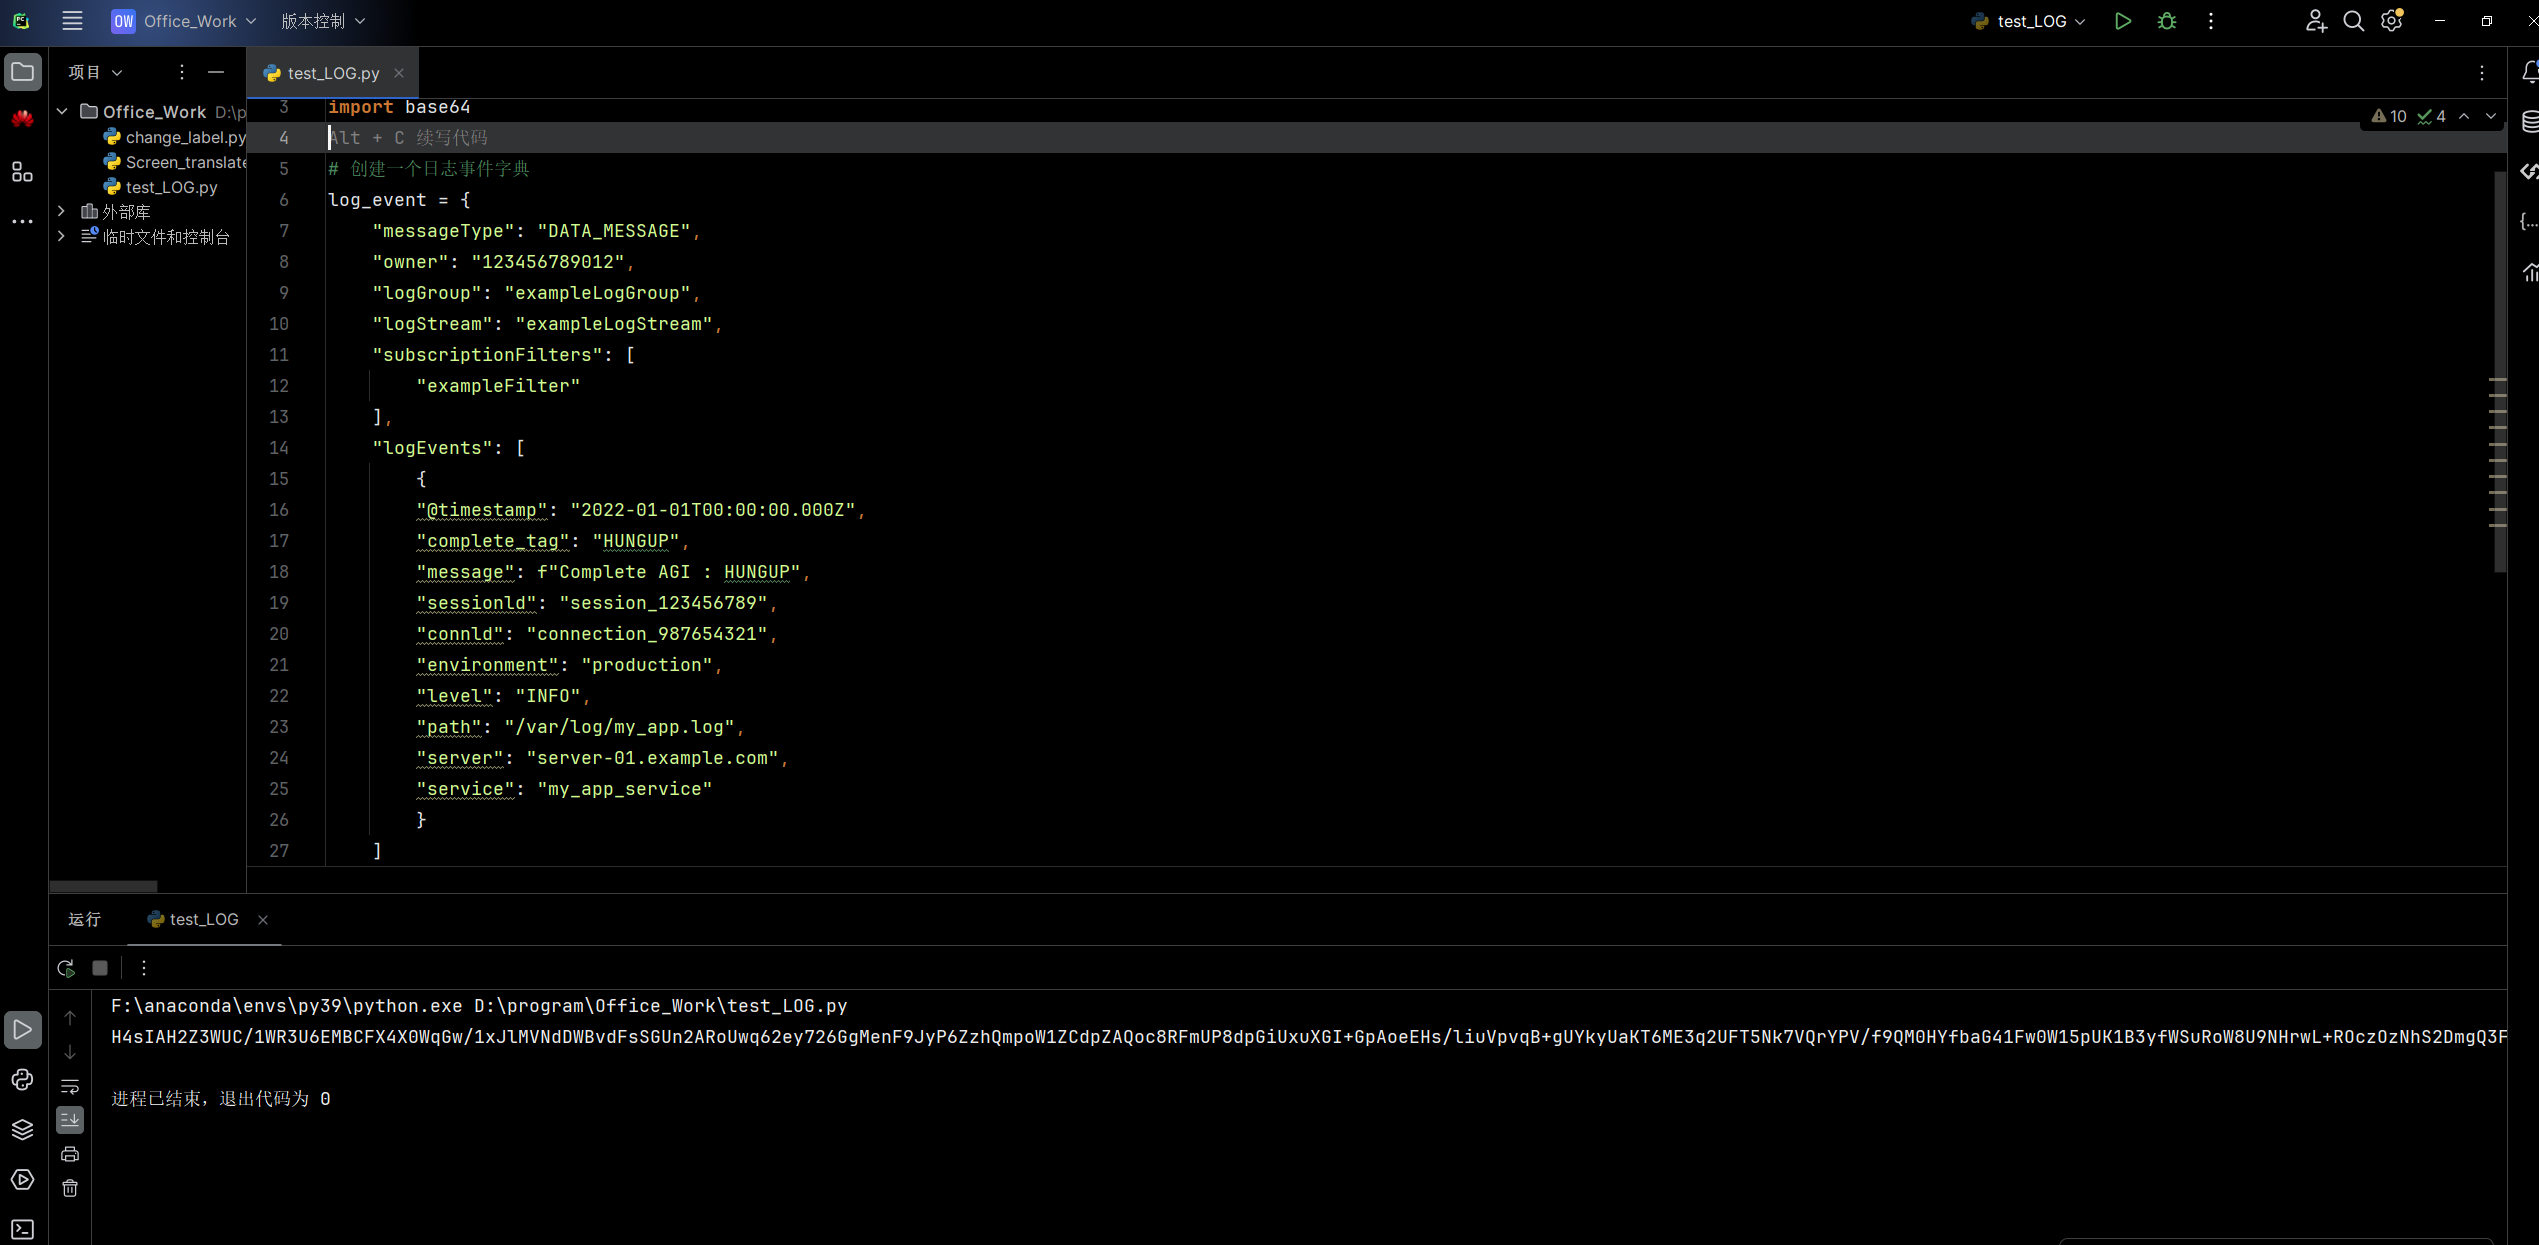 OW Office_Work 版本控制 test_LOG
项目 test_LOG.py
Office_Work D:\p
change_label.py
Screen_translate
test_LOG.py
外部库
临时文件和控制台
10 4
3 import base64
4 Alt + C 续写代码
5 # 创建一个日志事件字典
6 log_event = {
7 "messageType": "DATA_MESSAGE",
8 "owner": "123456789012",
9 "logGroup": "exampleLogGroup",
10 "logStream": "exampleLogStream",
11 "subscriptionFilters": [
12 "exampleFilter"
13 ],
14 "logEvents": [
15 {
16 "@timestamp": "2022-01-01T00:00:00.000Z",
17 "complete_tag": "HUNGUP",
18 "message": f"Complete AGI : HUNGUP",
19 "sessionld": "session_123456789",
20 "connld": "connection_987654321",
21 "environment": "production",
22 "level": "INFO",
23 "path": "/var/log/my_app.log",
24 "server": "server-01.example.com",
25 "service": "my_app_service"
26 }
27 ]
运行 test_LOG
F:\anaconda\envs\py39\python.exe D:\program\Office_Work\test_LOG.py
H4sIAH2Z3WUC/1WR3U6EMBCFX4X0WqGw/1xJlMVNdDWBvdFsSGUn2ARoUwq62ey726GgMenF9JyP6ZzhQmpoW1ZCdpZAQoc8RFmUP8dpGiUxuXGI+GpAoeEHs/liuVpvqB+gUYkyUaKT6ME3q2UFT5Nk7VQrYPV/f9QM0HYfbaG41Fw0W15pUK1B3yfWSuRoW8U9NHrwL+ROczOzNhS2DmgQ3F
进程已结束，退出代码为 0